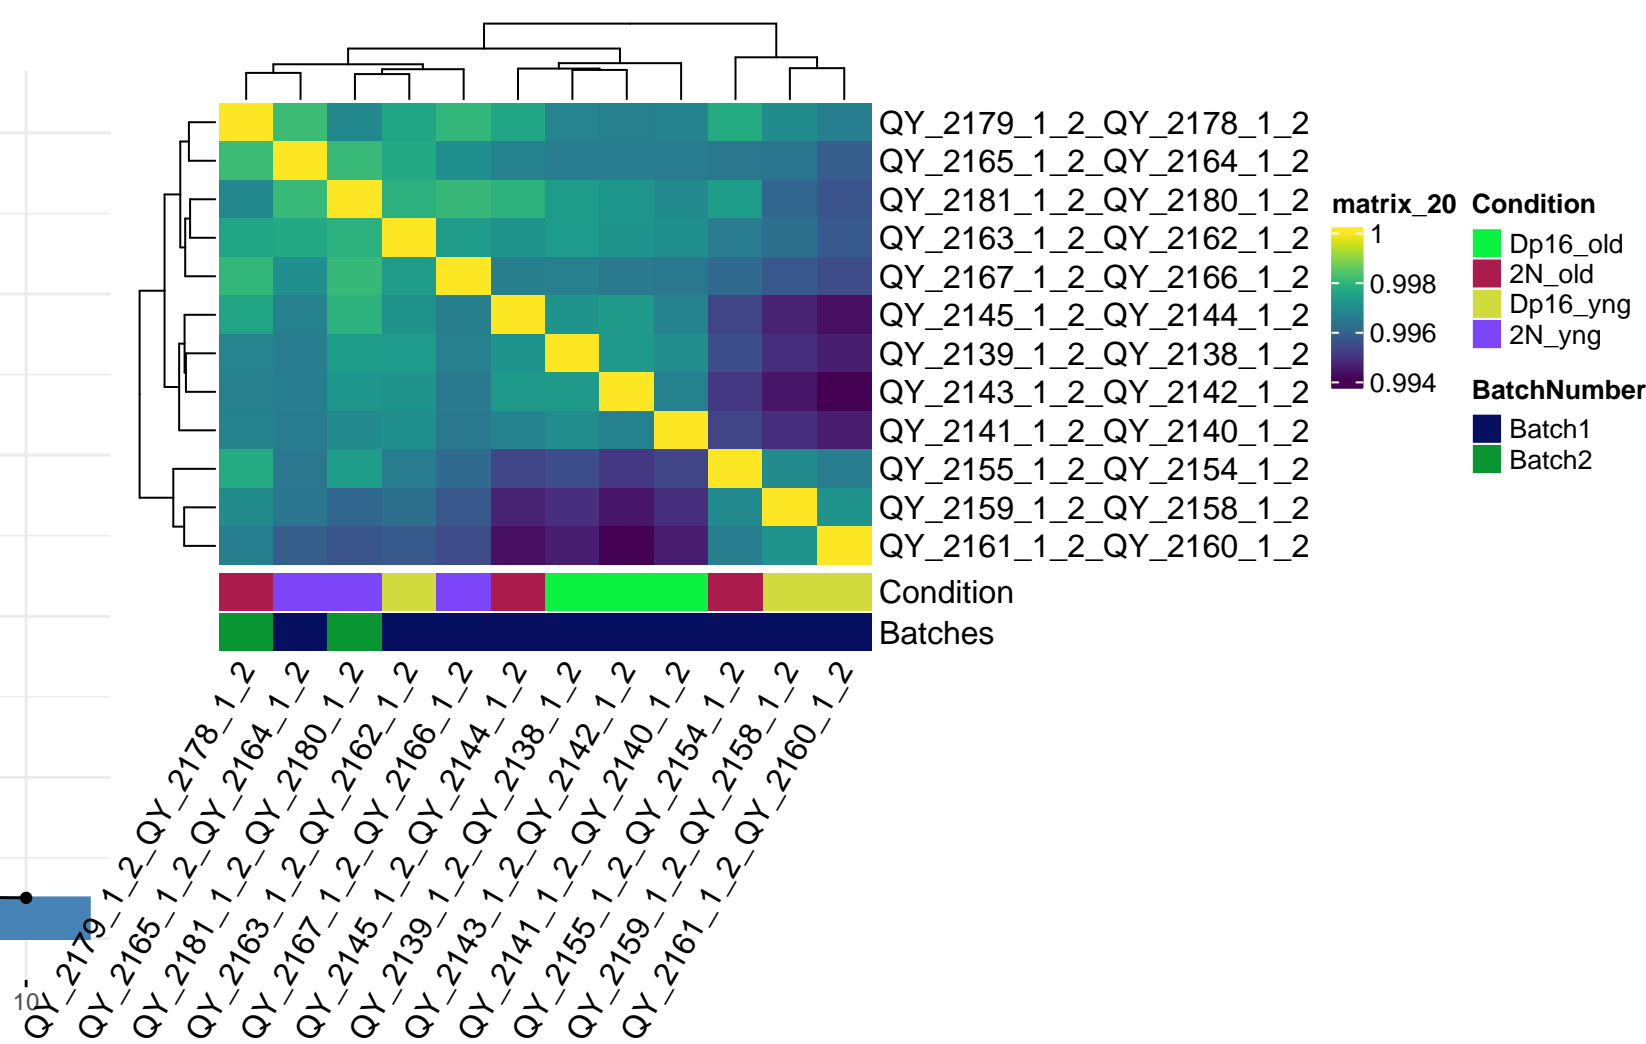 QY_2179_1_2_QY_2178_1_2
QY_2165_1_2_QY_2164_1_2
QY_2181_1_2_QY_2180_1_2
QY_2163_1_2_QY_2162_1_2
QY_2167_1_2_QY_2166_1_2
QY_2145_1_2_QY_2144_1_2
QY_2139_1_2_QY_2138_1_2
QY_2143_1_2_QY_2142_1_2
QY_2141_1_2_QY_2140_1_2
QY_2155_1_2_QY_2154_1_2
QY_2159_1_2_QY_2158_1_2
QY_2161_1_2_QY_2160_1_2
Condition
Batches
matrix_20
1
0.998
0.996
0.994
Condition
Dp16_old
2N_old
Dp16_yng
2N_yng
BatchNumber
Batch1
Batch2
QY_2179_1_2_QY_2178_1_2
QY_2165_1_2_QY_2164_1_2
QY_2181_1_2_QY_2180_1_2
QY_2163_1_2_QY_2162_1_2
QY_2167_1_2_QY_2166_1_2
QY_2145_1_2_QY_2144_1_2
QY_2139_1_2_QY_2138_1_2
QY_2143_1_2_QY_2142_1_2
QY_2141_1_2_QY_2140_1_2
QY_2155_1_2_QY_2154_1_2
QY_2159_1_2_QY_2158_1_2
QY_2161_1_2_QY_2160_1_2
10